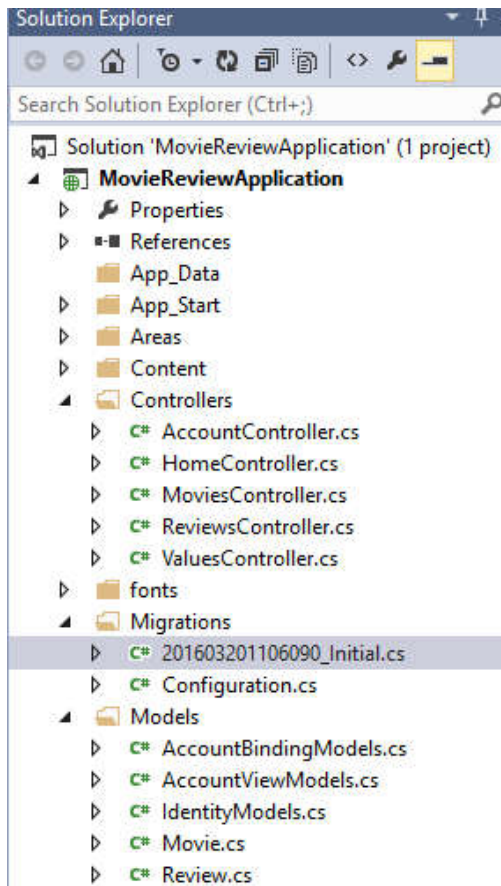 Solution Explorer
Search Solution Explorer (Ctrl+;)
Solution 'MovieReviewApplication' (1 project)
MovieReviewApplication
Properties
References
App_Data
App_Start
Areas
Content
Controllers
C# AccountController.cs
C# HomeController.cs
C# MoviesController.cs
C# ReviewsController.cs
C# ValuesController.cs
fonts
Migrations
C# 201603201106090_Initial.cs
C# Configuration.cs
Models
C# AccountBindingModels.cs
C# AccountViewModels.cs
C# IdentityModels.cs
C# Movie.cs
C# Review.cs